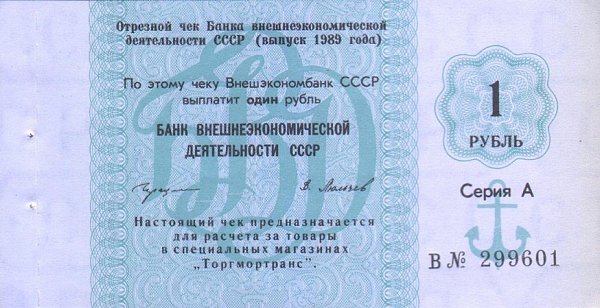 Отрезной чек Банка внешнеэкономической
деятельности СССР (выпуск 1989 года)
По этому чеку Внешэкономбанк СССР
выплатит один рубль
БАНК ВНЕШНЕЭКОНОМИЧЕСКОЙ
ДЕЯТЕЛЬНОСТИ СССР
Настоящий чек предназначается
для расчета за товары
в специальных магазинах
„Торгмортранс".
1
РУБЛЬ
Серия А
В № 299601